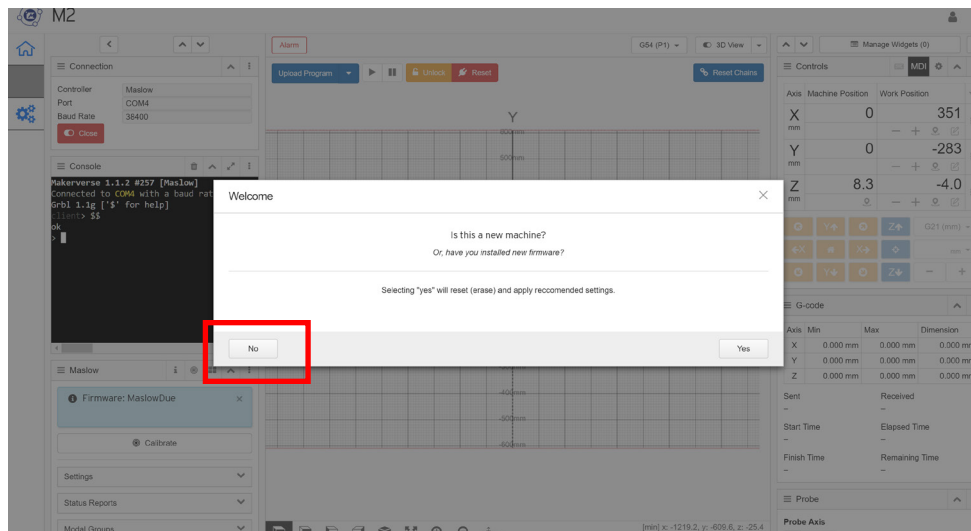 M2
Alarm
G54 (P1)
3D View
Manage Widgets (0)
Connection
Controller Maslow
Port COM4
Baud Rate 38400
Close
Upload Program
Unlock
Reset
Reset Chains
Controls
MDI
Axis Machine Position Work Position
X 0 351
mm
Y 0 -283
mm
Z 8.3 -4.0
mm
Y
600mm
500mm
Console
Makerverse 1.1.2 #257 [Maslow]
Connected to COM4 with a baud rat
Grbl 1.1g ['$' for help]
client> $$
ok
>
Welcome
Is this a new machine?
Or, have you installed new firmware?
Selecting "yes" will reset (erase) and apply reccomended settings.
No
Yes
Y
Z
G21 (mm)
X
X
mm
Y
Z
G-code
Axis Min Max Dimension
X 0.000 mm 0.000 mm 0.000 mm
Y 0.000 mm 0.000 mm 0.000 mm
Z 0.000 mm 0.000 mm 0.000 mm
Maslow
Firmware: MaslowDue
Calibrate
Settings
Status Reports
Modal Groups
-400mm
-500mm
-600mm
Sent Received
– –
Start Time Elapsed Time
– –
Finish Time Remaining Time
– –
Probe
Probe Axis
[min] x: -1219.2, y: -609.6, z: -25.4